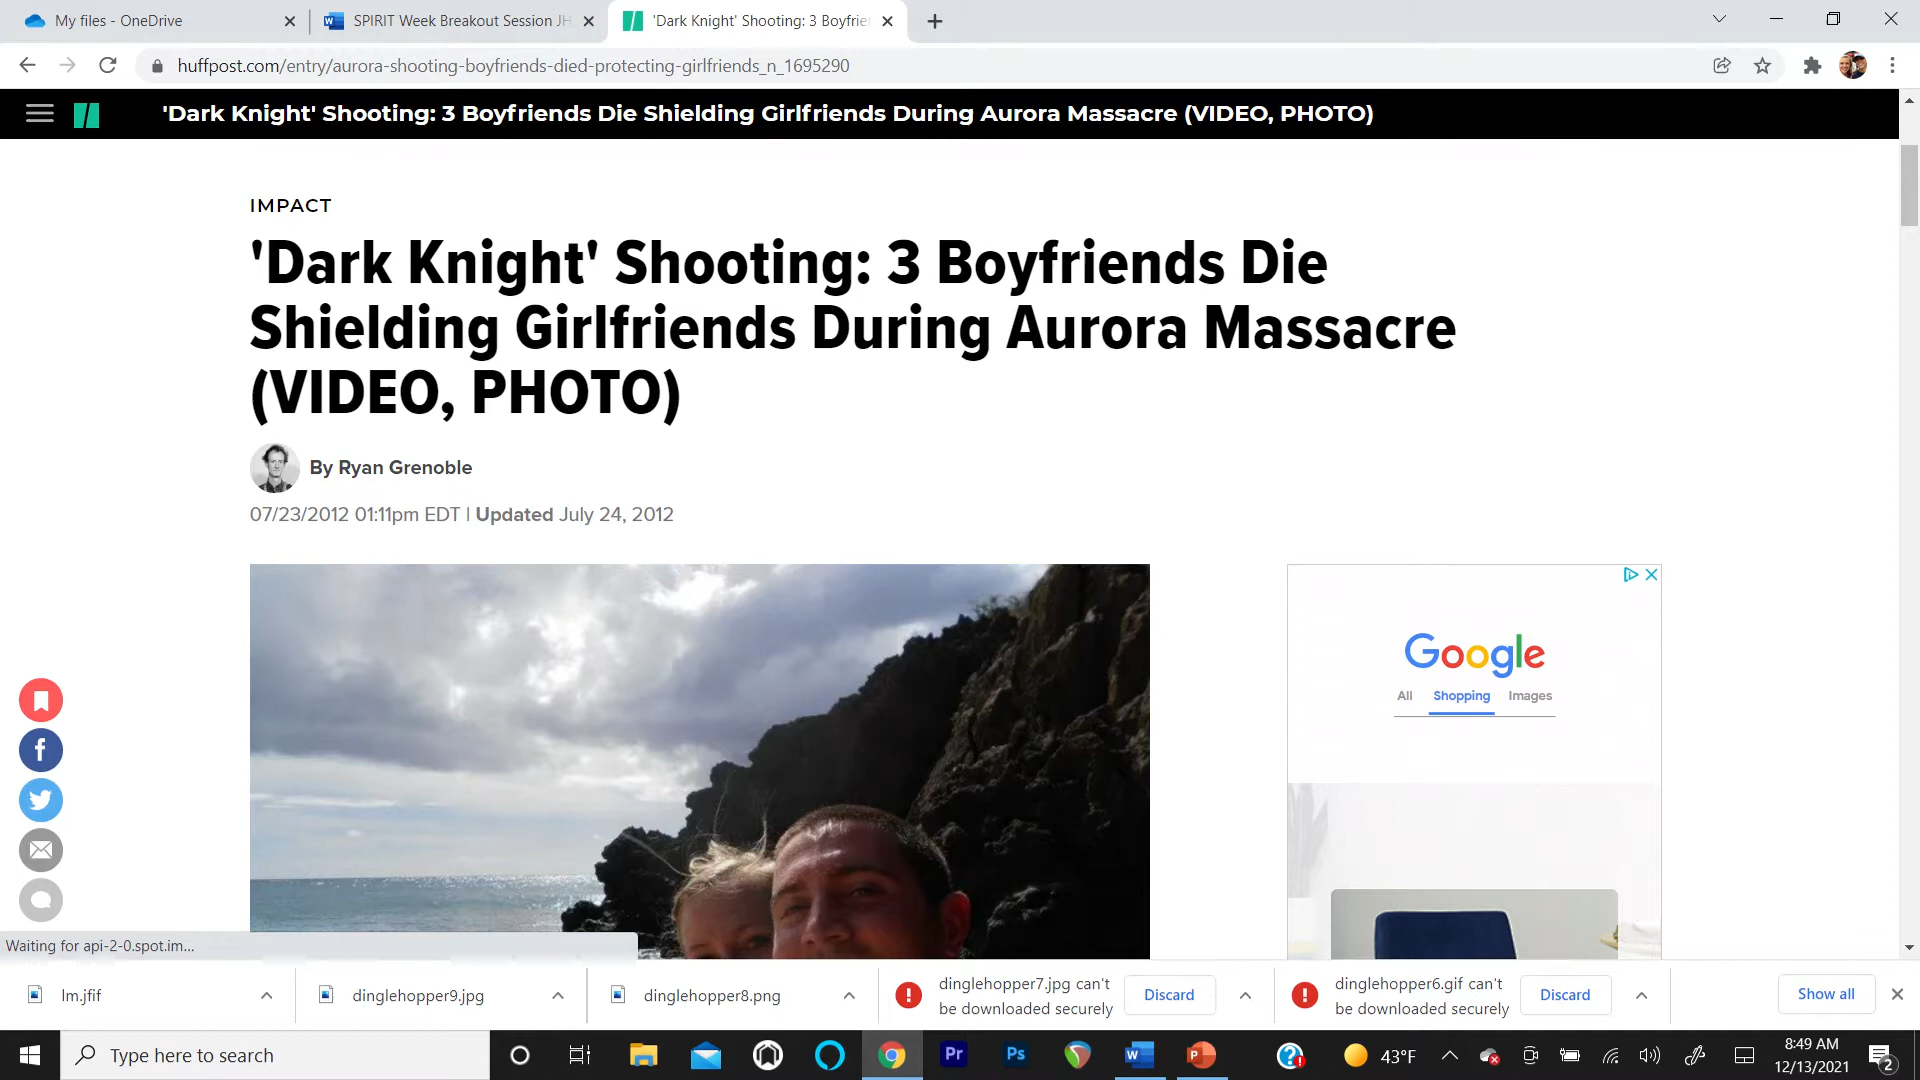 My files - OneDrive
SPIRIT Week Breakout Session JH
'Dark Knight' Shooting: 3 Boyfrie
huffpost.com/entry/aurora-shooting-boyfriends-died-protecting-girlfriends_n_1695290
'Dark Knight' Shooting: 3 Boyfriends Die Shielding Girlfriends During Aurora Massacre (VIDEO, PHOTO)
IMPACT
'Dark Knight' Shooting: 3 Boyfriends Die
Shielding Girlfriends During Aurora Massacre
(VIDEO, PHOTO)
By Ryan Grenoble
07/23/2012 01:11pm EDT | Updated July 24, 2012
Google
All Shopping Images
Waiting for api-2-0.spot.im...
lm.jfif
dinglehopper9.jpg
dinglehopper8.png
dinglehopper7.jpg can't
be downloaded securely
Discard
dinglehopper6.gif can't
be downloaded securely
Discard
Show all
Type here to search
Pr
Ps
43°F
8:49 AM
12/13/2021
2